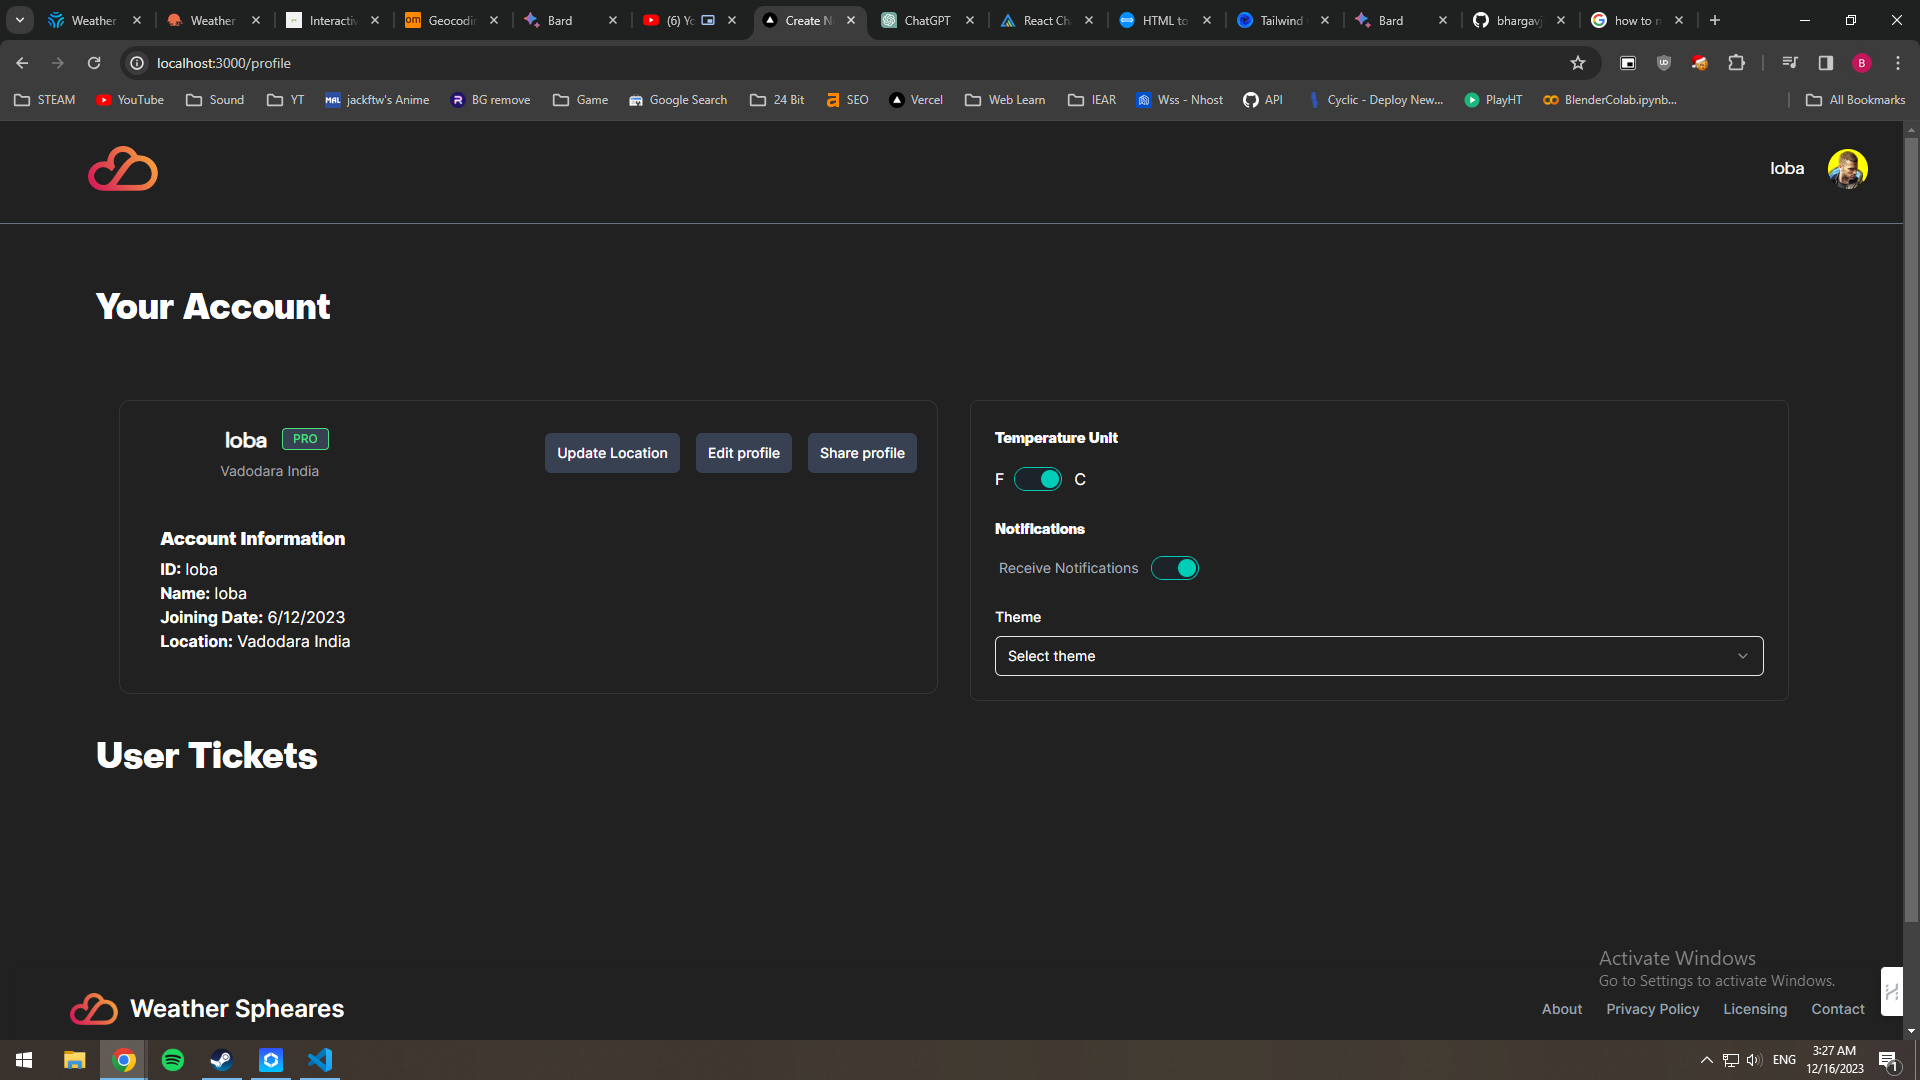 Weather
Weather
Interactiv
Geocodin
Bard
(6) Yo
Create N
ChatGPT
React Ch
HTML to
Tailwind
Bard
bhargavj
how to n
localhost:3000/profile
B
STEAM
YouTube
Sound
YT
MAL jackftw's Anime
BG remove
Game
Google Search
24 Bit
SEO
Vercel
Web Learn
IEAR
Wss - Nhost
API
Cyclic - Deploy New...
PlayHT
BlenderColab.ipynb...
All Bookmarks
loba
Your Account
loba PRO
Vadodara India
Update Location
Edit profile
Share profile
Account Information
ID: loba
Name: loba
Joining Date: 6/12/2023
Location: Vadodara India
Temperature Unit
F C
Notifications
Receive Notifications
Theme
Select theme
User Tickets
Activate Windows
Go to Settings to activate Windows.
Weather Spheares
About
Privacy Policy
Licensing
Contact
ENG
3:27 AM
12/16/2023
1